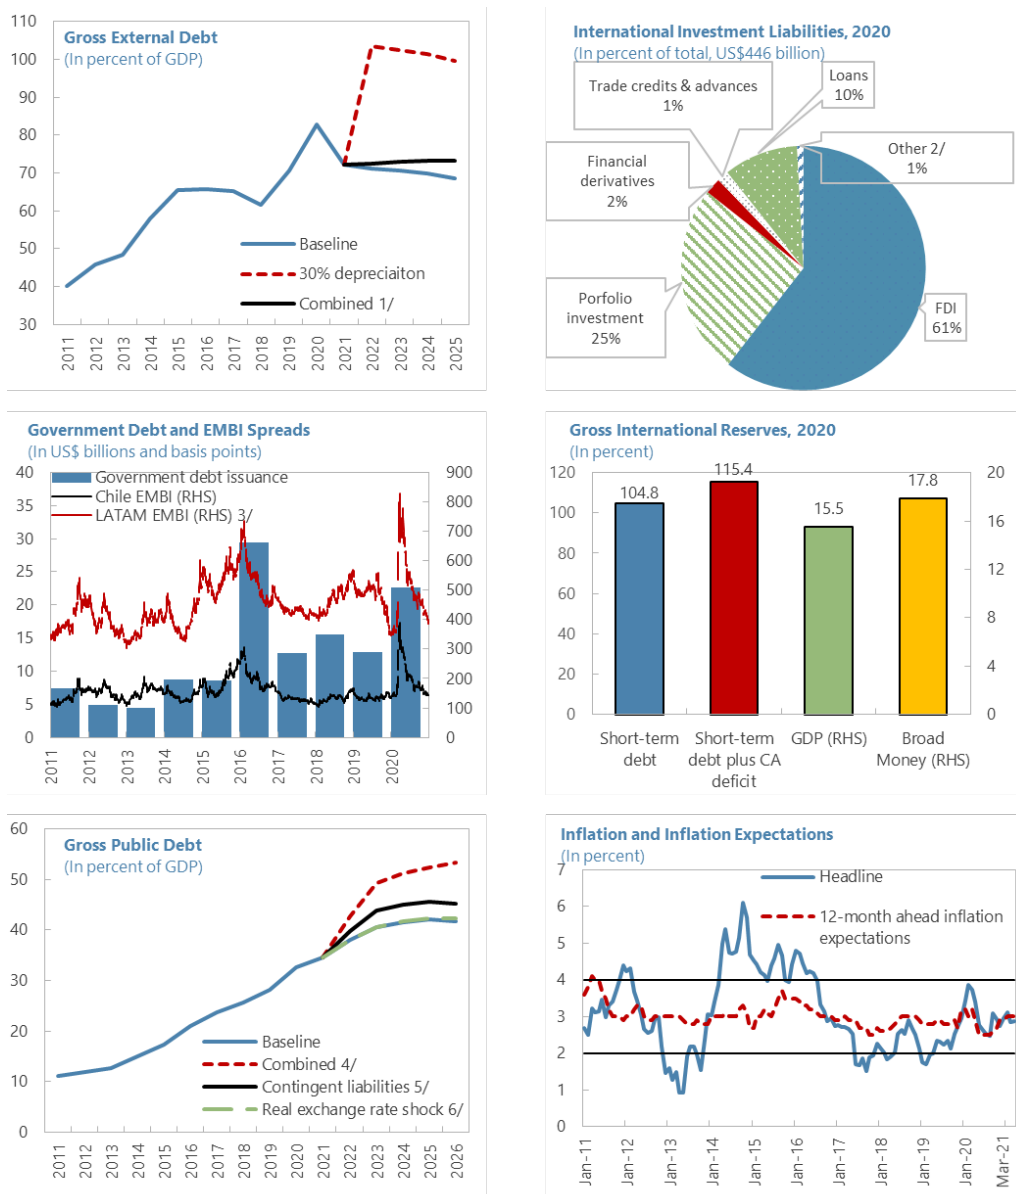 Gross External Debt
(In percent of GDP)
110
100
90
80
70
60
50
40
30
Baseline
30% depreciaiton
Combined 1/
2011
2012
2013
2014
2015
2016
2017
2018
2019
2020
2021
2022
2023
2024
2025
International Investment Liabilities, 2020
(In percent of total, US$446 billion)
Trade credits & advances
1%
Loans
10%
Financial
derivatives
2%
Other 2/
1%
Porfolio
investment
25%
FDI
61%
Government Debt and EMBI Spreads
(In US$ billions and basis points)
40
35
30
25
20
15
10
5
0
Government debt issuance
Chile EMBI (RHS)
LATAM EMBI (RHS) 3/
900
800
700
600
500
400
300
200
100
0
2011
2012
2013
2014
2015
2016
2017
2018
2019
2020
Gross International Reserves, 2020
(In percent)
120
100
80
60
40
20
0
104.8
115.4
15.5
17.8
20
16
12
8
4
0
Short-term
debt
Short-term
debt plus CA
deficit
GDP (RHS)
Broad
Money (RHS)
Gross Public Debt
(In percent of GDP)
60
50
40
30
20
10
0
Baseline
Combined 4/
Contingent liabilities 5/
Real exchange rate shock 6/
2011
2012
2013
2014
2015
2016
2017
2018
2019
2020
2021
2022
2023
2024
2025
2026
Inflation and Inflation Expectations
(In percent)
7
6
5
4
3
2
1
0
Headline
12-month ahead inflation
expectations
Jan-11
Jan-12
Jan-13
Jan-14
Jan-15
Jan-16
Jan-17
Jan-18
Jan-19
Jan-20
Mar-21